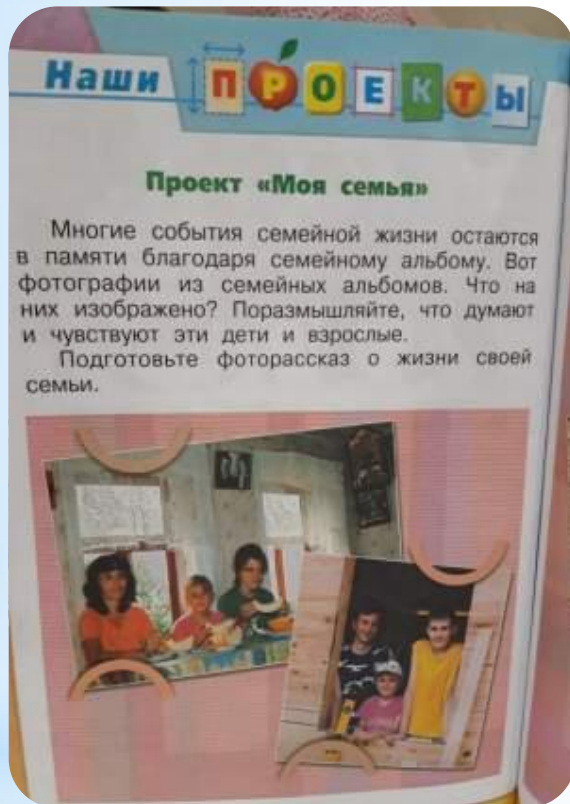 Наши ПРОЕКТЫ
Проект «Моя семья»
Многие события семейной жизни остаются
в памяти благодаря семейному альбому. Вот
фотографии из семейных альбомов. Что на
них изображено? Поразмышляйте, что думают
и чувствуют эти дети и взрослые.
Подготовьте фоторассказ о жизни своей
семьи.